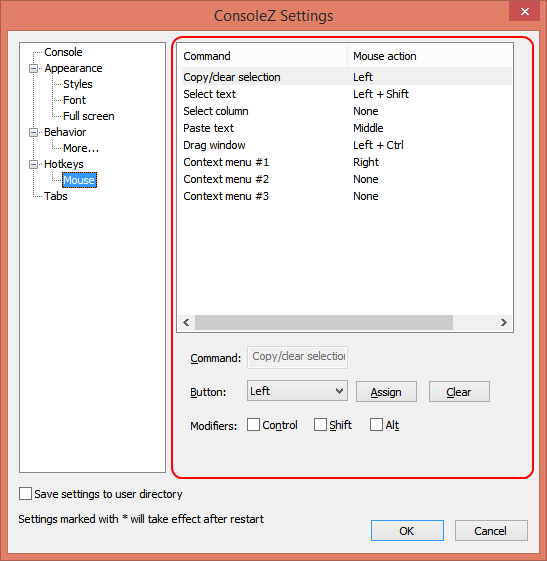 ConsoleZ Settings
Console
Appearance
Styles
Font
Full screen
Behavior
More...
Hotkeys
Mouse
Tabs
Command Mouse action
Copy/clear selection Left
Select text Left + Shift
Select column None
Paste text Middle
Drag window Left + Ctrl
Context menu #1 Right
Context menu #2 None
Context menu #3 None
Command: Copy/clear selection
Button: Left Assign Clear
Modifiers: Control Shift Alt
Save settings to user directory
Settings marked with * will take effect after restart
OK Cancel